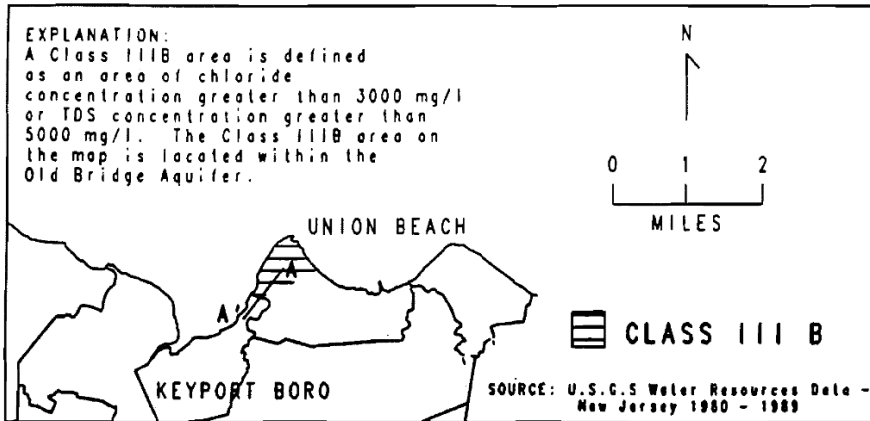 EXPLANATION:
A Class IIIB area is defined
as an area of chloride
concentration greater than 3000 mg/l
or TDS concentration greater than
5000 mg/l. The Class IIIB area on
the map is located within the
Old Bridge Aquifer.
N
0 1 2
MILES
UNION BEACH
A
A'
CLASS III B
KEYPORT BORO
SOURCE: U.S.G.S Water Resources Data -
New Jersey 1980 - 1989